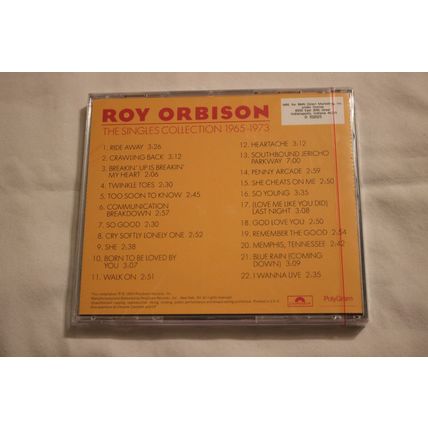 ROY ORBISON
THE SINGLES COLLECTION 1965-1973
1. RIDE AWAY 3:26
2. CRAWLING BACK 3:12
3. BREAKIN' UP IS BREAKIN'
MY HEART 2:06
4. TWINKLE TOES 2:30
5. TOO SOON TO KNOW 2:45
6. COMMUNICATION
BREAKDOWN 2:57
7. SO GOOD 2:30
8. CRY SOFTLY LONELY ONE 2:52
9. SHE 2:38
10. BORN TO BE LOVED BY
YOU 3:07
11. WALK ON 2:51
12. HEARTACHE 3:12
13. SOUTHBOUND JERICHO
PARKWAY 7:00
14. PENNY ARCADE 2:59
15. SHE CHEATS ON ME 2:50
16. SO YOUNG 3:35
17. (LOVE ME LIKE YOU DID)
LAST NIGHT 3:08
18. GOD LOVE YOU 2:50
19. REMEMBER THE GOOD 2:54
20. MEMPHIS, TENNESSEE 2:42
21. BLUE RAIN (COMING
DOWN) 3:09
22. I WANNA LIVE 2:35
PolyGram